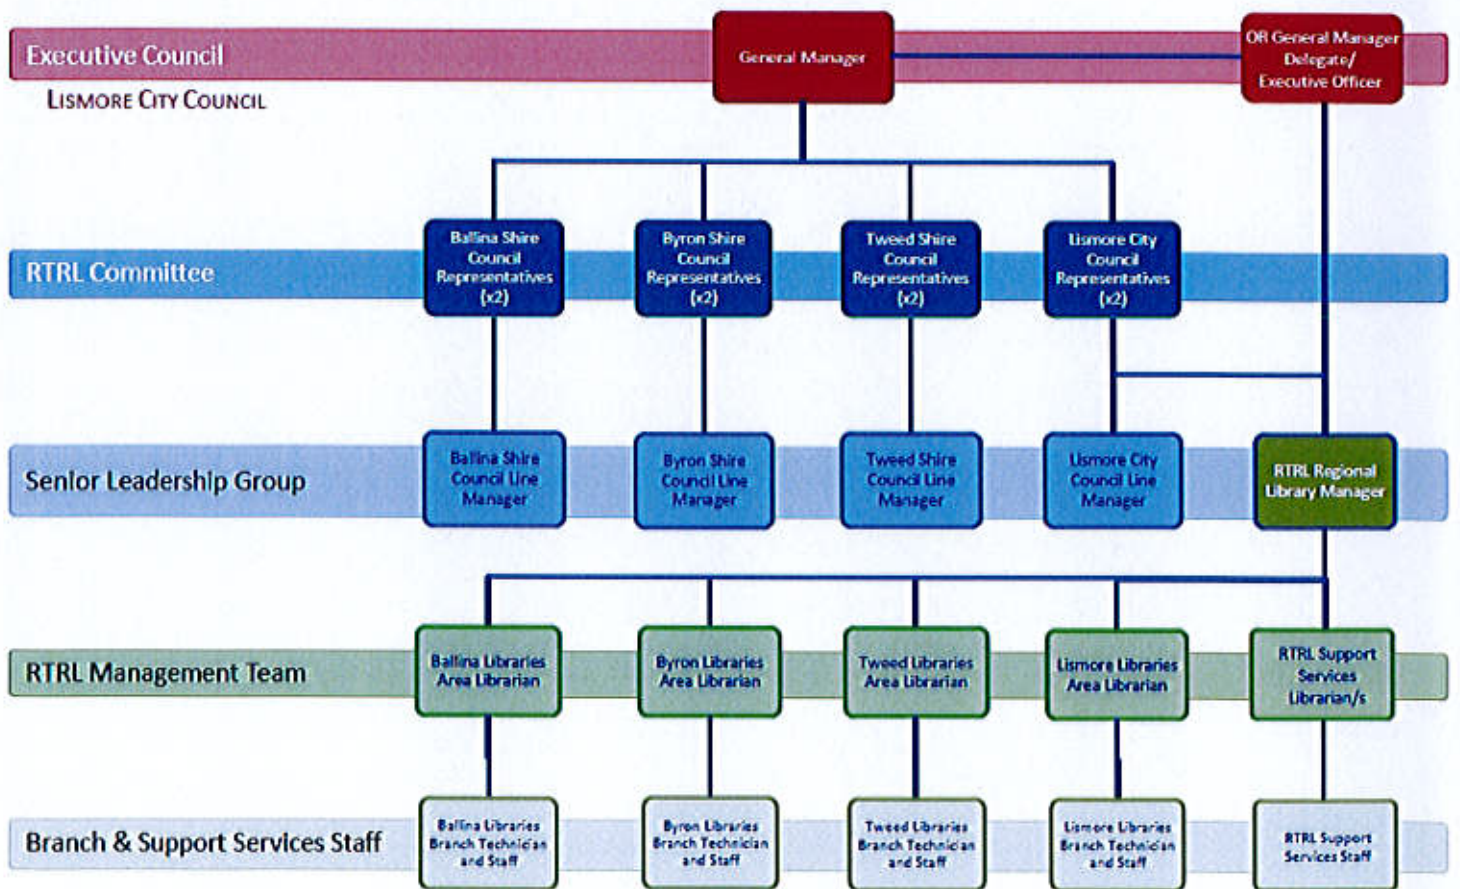 Executive Council
LISMORE CITY COUNCIL
General Manager
OR General Manager
Delegate/
Executive Officer
RTRL Committee
Ballina Shire
Council
Representatives
(x2)
Byron Shire
Council
Representatives
(x2)
Tweed Shire
Council
Representatives
(x2)
Lismore City
Council
Representatives
(x2)
Senior Leadership Group
Ballina Shire
Council Line
Manager
Byron Shire
Council Line
Manager
Tweed Shire
Council Line
Manager
Lismore City
Council Line
Manager
RTRL Regional
Library Manager
RTRL Management Team
Ballina Libraries
Area Librarian
Byron Libraries
Area Librarian
Tweed Libraries
Area Librarian
Lismore Libraries
Area Librarian
RTRL Support
Services
Librarian/s
Branch & Support Services Staff
Ballina Libraries
Branch Technician
and Staff
Byron Libraries
Branch Technician
and Staff
Tweed Libraries
Branch Technician
and Staff
Lismore Libraries
Branch Technician
and Staff
RTRL Support
Services Staff